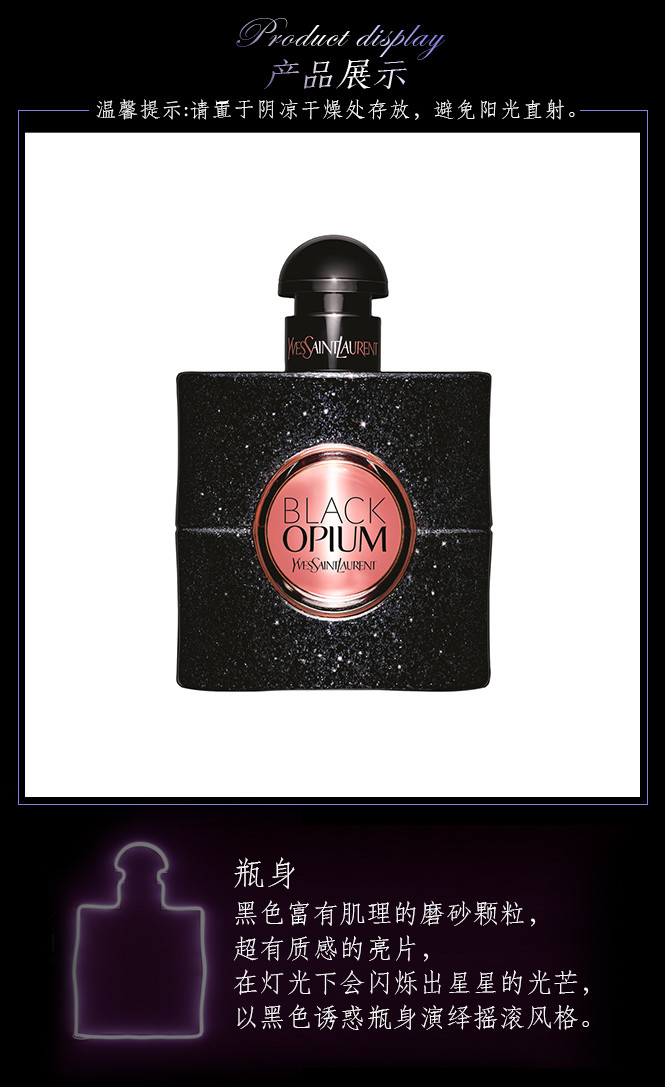 Product display
产品展示
温馨提示:请置于阴凉干燥处存放，避免阳光直射。
YVESSAINTLAURENT
BLACK
OPIUM
YVESSAINTLAURENT
瓶身
黑色富有肌理的磨砂颗粒，
超有质感的亮片，
在灯光下会闪烁出星星的光芒，
以黑色诱惑瓶身演绎摇滚风格。